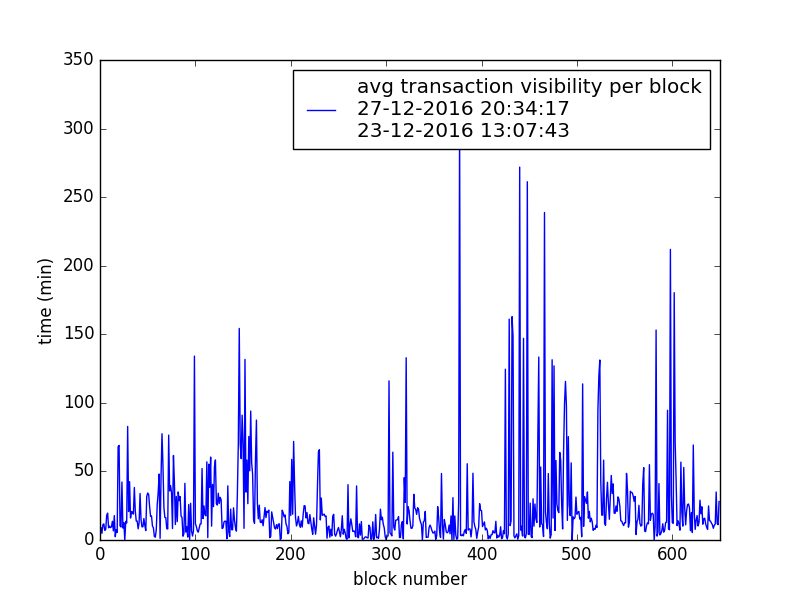 350
300
250
200
150
100
50
0
time (min)
avg transaction visibility per block
27-12-2016 20:34:17
23-12-2016 13:07:43
0 100 200 300 400 500 600
block number